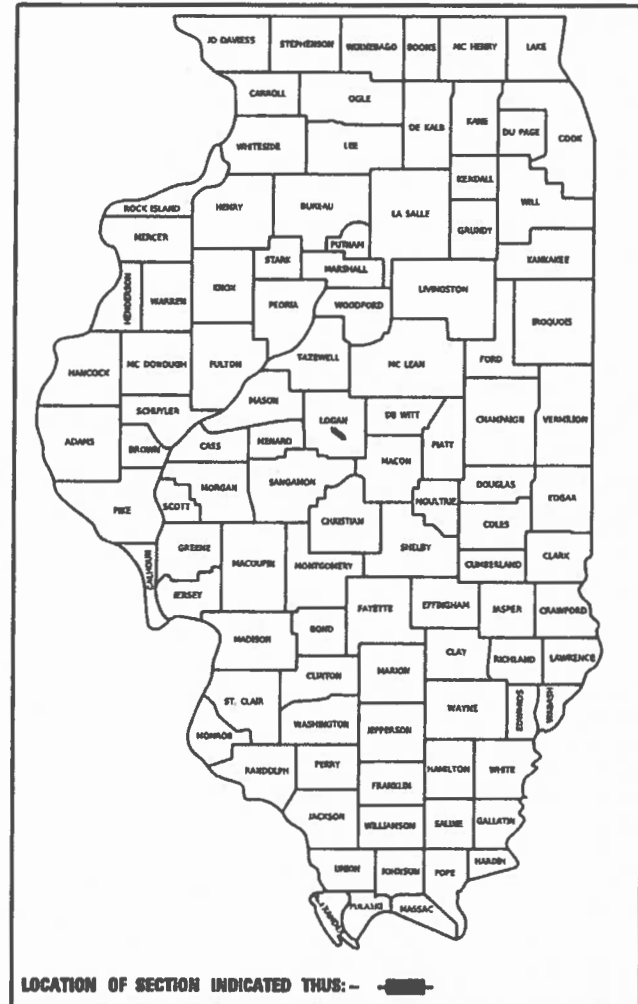 JO DAVIESS STEPHENSON WINNEBAGO BOONE MC HENRY LAKE
CARROLL OGLE DE KALB KANE DU PAGE COOK
WHITESIDE LEE
KENDALL
ROCK ISLAND HENRY BUREAU LA SALLE WILL
MERCER PUTNAM GRUNDY
STARK MARSHALL KANKAKEE
HENDERSON WARREN KNOX PEORIA WOODFORD LIVINGSTON
IROQUOIS
HANCOCK MC DONOUGH FULTON TAZEWELL MC LEAN FORD
MASON
SCHUYLER LOGAN DE WITT CHAMPAIGN VERMILION
ADAMS BROWN CASS MENARD MACON PIATT
SANGAMON DOUGLAS
PIKE SCOTT MORGAN CHRISTIAN MOULTRIE COLES EDGAR
CALHOUN GREENE MACOUPIN MONTGOMERY SHELBY CUMBERLAND CLARK
JERSEY FAYETTE EFFINGHAM JASPER CRAWFORD
MADISON BOND
CLAY RICHLAND LAWRENCE
CLINTON MARION
ST. CLAIR WAYNE EDWARDS WABASH
WASHINGTON JEFFERSON
MONROE
RANDOLPH PERRY HAMILTON WHITE
FRANKLIN
JACKSON WILLIAMSON SALINE GALLATIN
UNION JOHNSON POPE HARDIN
PULASKI MASSAC
LOCATION OF SECTION INDICATED THUS:-